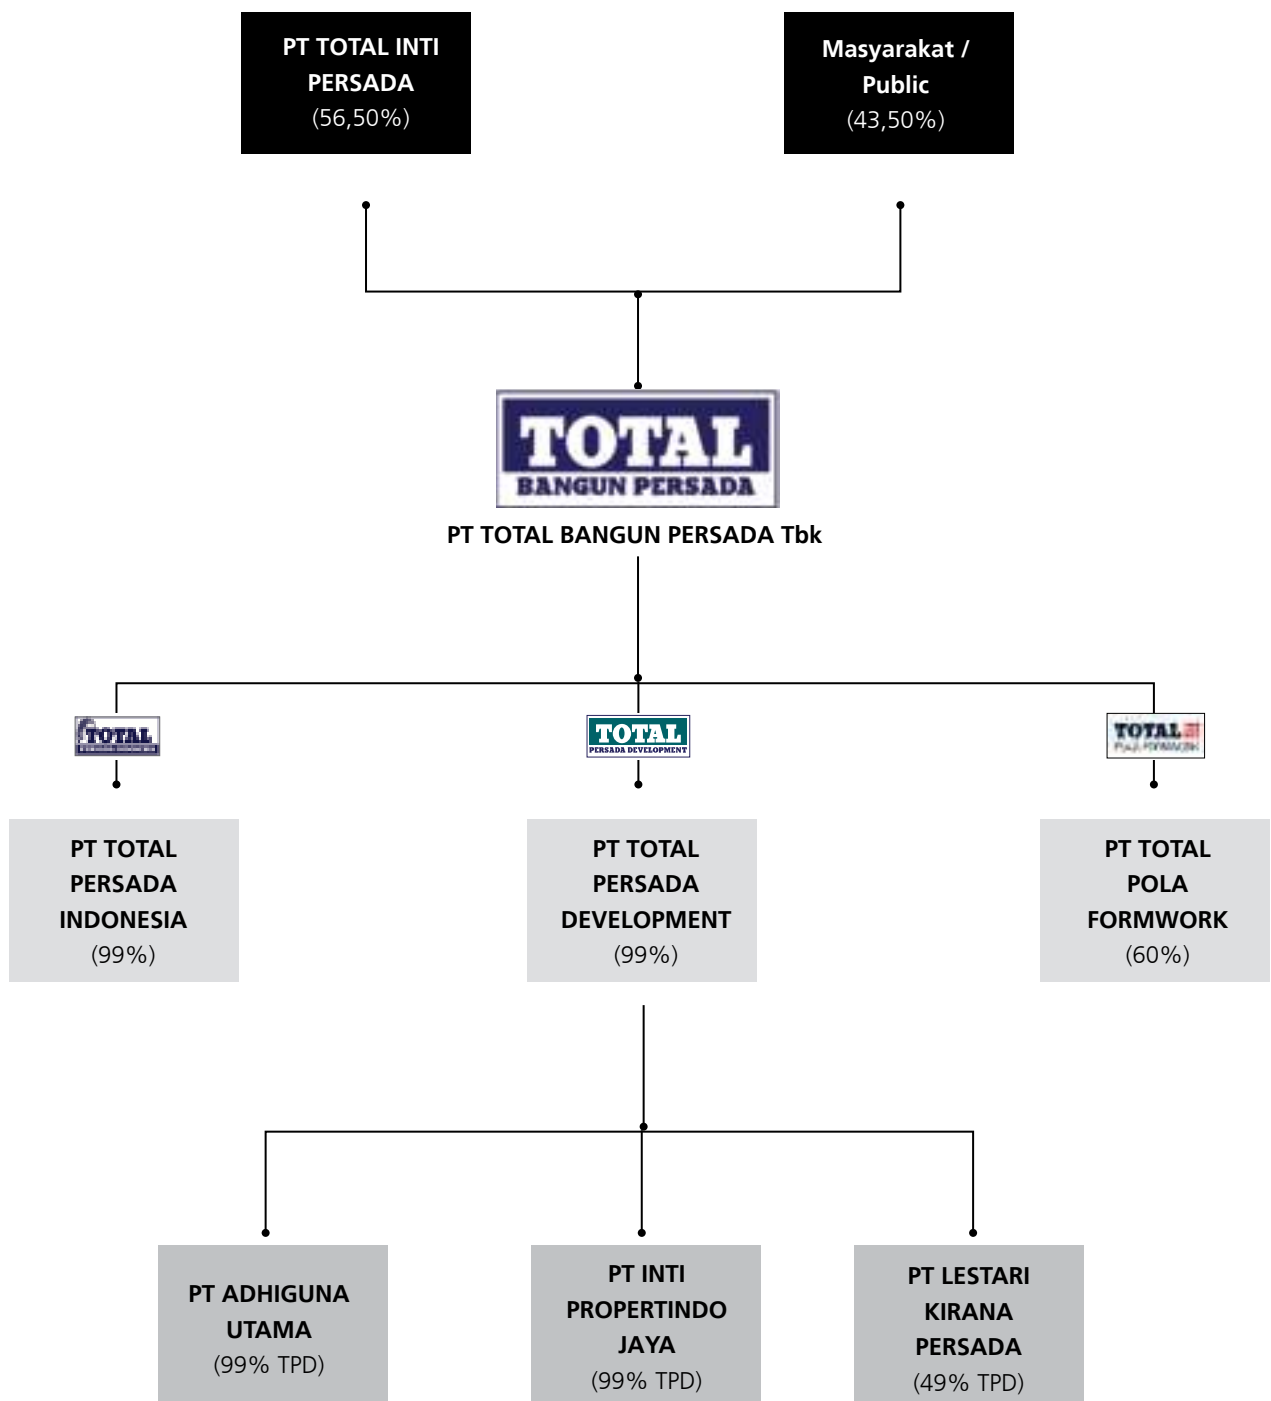 PT TOTAL INTI
PERSADA
(56,50%)
Masyarakat /
Public
(43,50%)
TOTAL
BANGUN PERSADA
PT TOTAL BANGUN PERSADA Tbk
TOTAL
TOTAL
PERSADA DEVELOPMENT
TOTAL
POLA FORMWORK
PT TOTAL
PERSADA
INDONESIA
(99%)
PT TOTAL
PERSADA
DEVELOPMENT
(99%)
PT TOTAL
POLA
FORMWORK
(60%)
PT ADHIGUNA
UTAMA
(99% TPD)
PT INTI
PROPERTINDO
JAYA
(99% TPD)
PT LESTARI
KIRANA
PERSADA
(49% TPD)